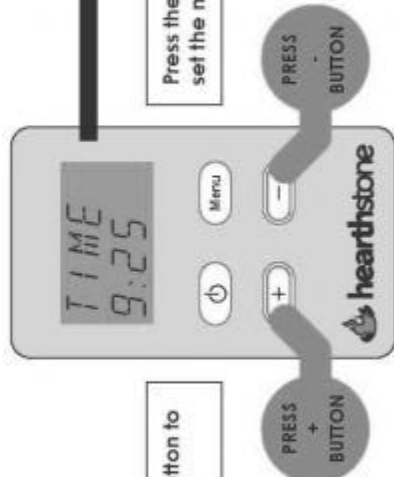 tton to
PRESS
+
BUTTON
TIME
9:25
Menu
+
-
hearthstone
Press the
set the
PRESS
-
BUTTON